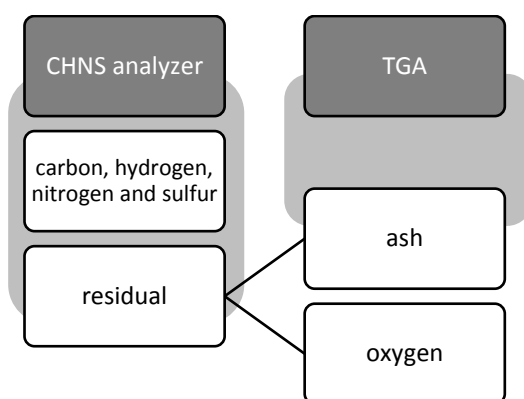 CHNS analyzer
TGA
carbon, hydrogen,
nitrogen and sulfur
residual
ash
oxygen